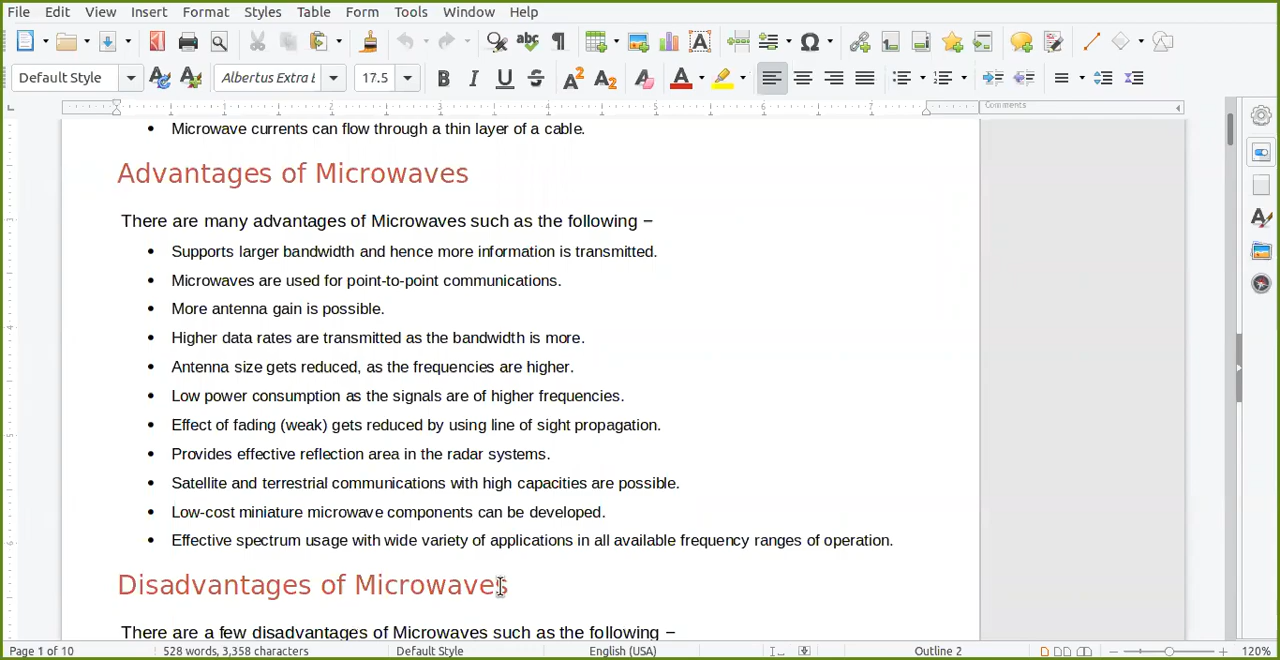 File Edit View Insert Format Styles Table Form Tools Window Help
Default Style Albertus Extra 17.5
1 2 3 4 5 6 7 Comments
• Microwave currents can flow through a thin layer of a cable.
Advantages of Microwaves
There are many advantages of Microwaves such as the following −
• Supports larger bandwidth and hence more information is transmitted.
• Microwaves are used for point-to-point communications.
• More antenna gain is possible.
• Higher data rates are transmitted as the bandwidth is more.
• Antenna size gets reduced, as the frequencies are higher.
• Low power consumption as the signals are of higher frequencies.
• Effect of fading (weak) gets reduced by using line of sight propagation.
• Provides effective reflection area in the radar systems.
• Satellite and terrestrial communications with high capacities are possible.
• Low-cost miniature microwave components can be developed.
• Effective spectrum usage with wide variety of applications in all available frequency ranges of operation.
Disadvantages of Microwaves
There are a few disadvantages of Microwaves such as the following −
Page 1 of 10 528 words, 3,358 characters Default Style English (USA) Outline 2 120%